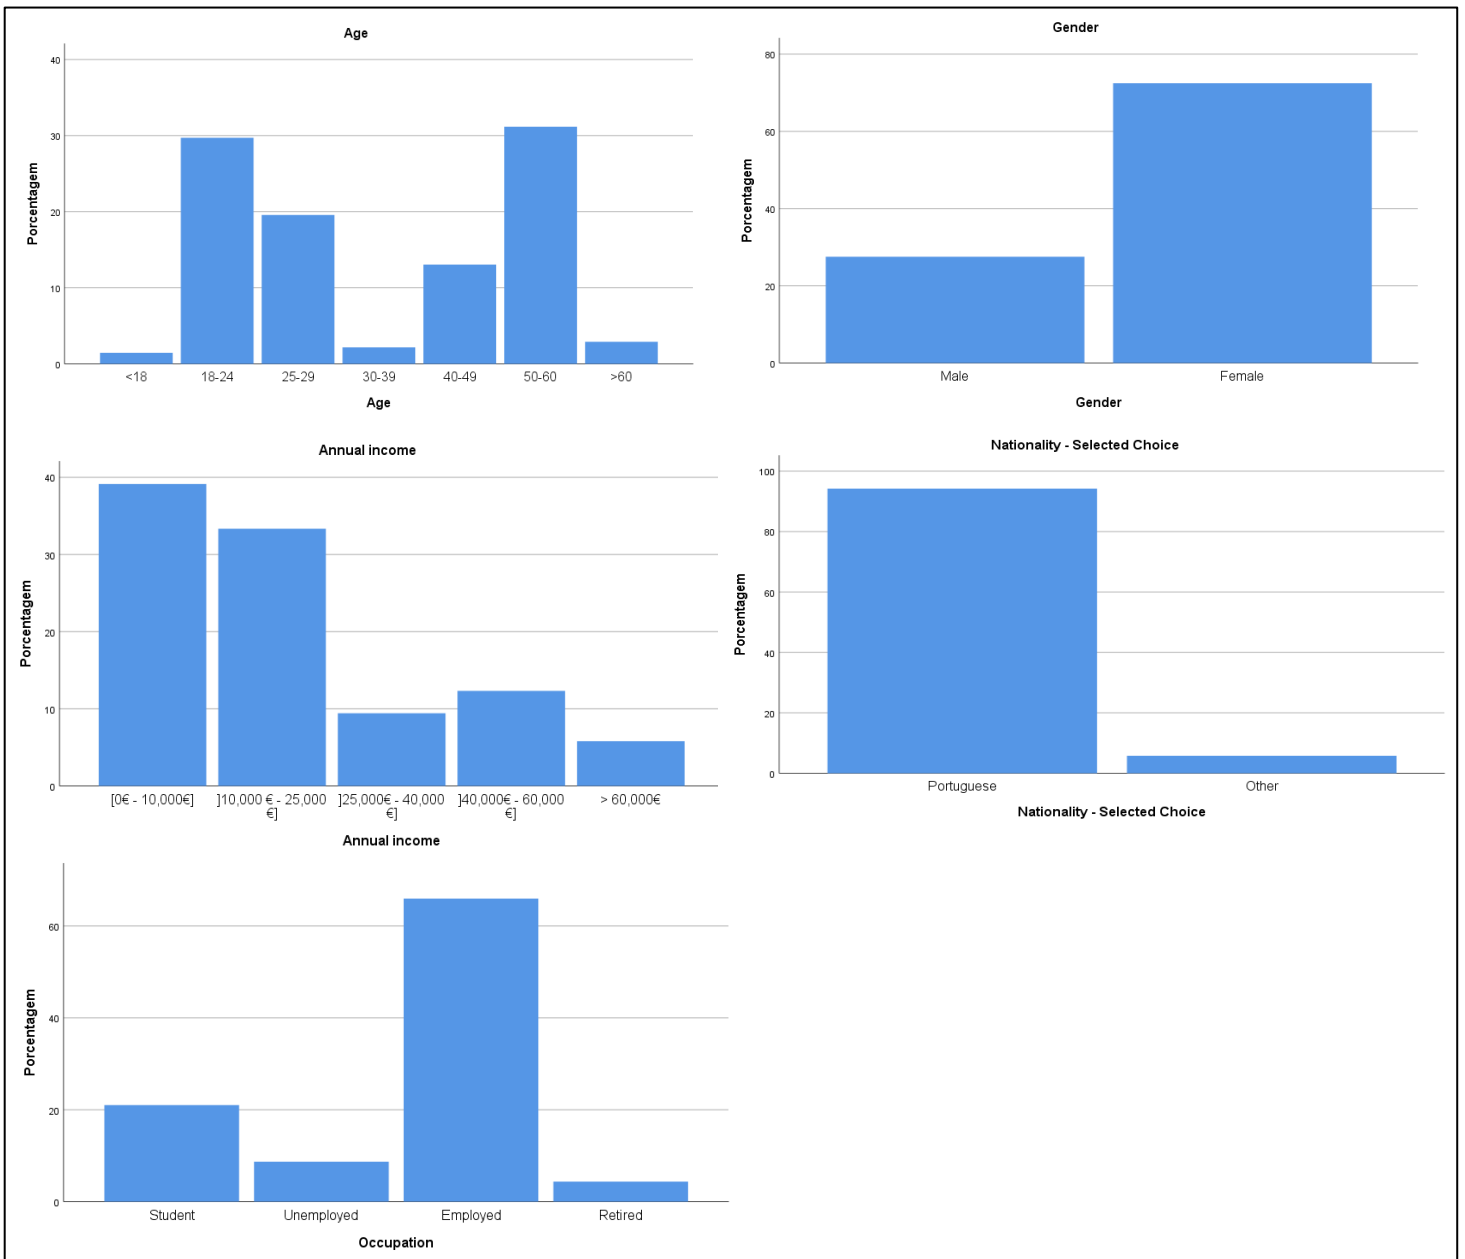 Age
40
30
20
10
0
Porcentagem
<18 18-24 25-29 30-39 40-49 50-60 >60
Age
Gender
80
60
40
20
0
Porcentagem
Male Female
Gender
Annual income
40
30
20
10
0
Porcentagem
[0€ - 10,000€] ]10,000 € - 25,000 ]25,000€ - 40,000 ]40,000€ - 60,000 > 60,000€
€] €] €]
Annual income
Nationality - Selected Choice
100
80
60
40
20
0
Porcentagem
Portuguese Other
Nationality - Selected Choice
60
40
20
0
Porcentagem
Student Unemployed Employed Retired
Occupation